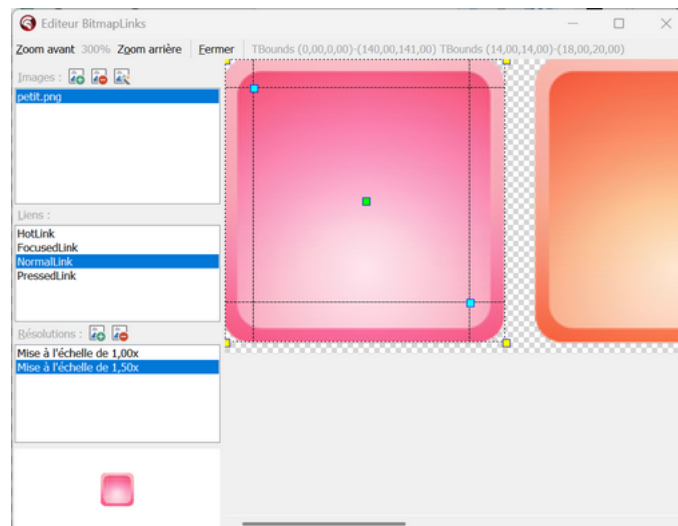 Editeur BitmapLinks
Zoom avant 300% Zoom arrière Fermer TBounds (0,00,0,00)-(140,00,141,00) TBounds (14,00,14,00)-(18,00,20,00)
Images :
petit.png
Liens :
HotLink
FocusedLink
NormalLink
PressedLink
Résolutions :
Mise à l'échelle de 1,00x
Mise à l'échelle de 1,50x